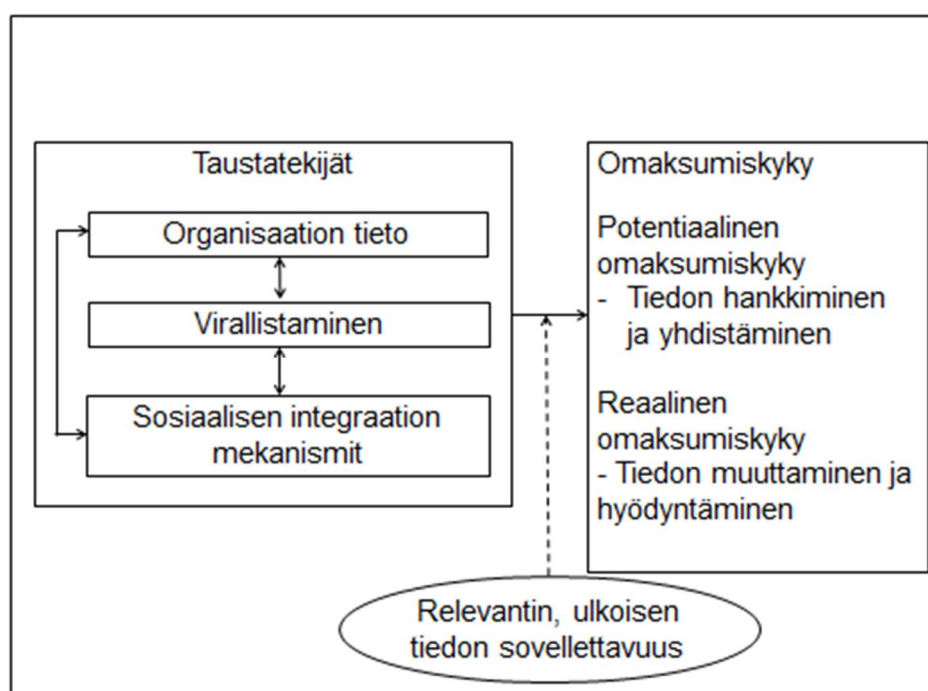 Taustatekijät
Organisaation tieto
Virallistaminen
Sosiaalisen integraation
mekanismit
Omaksumiskyky
Potentiaalinen
omaksumiskyky
- Tiedon hankkiminen
ja yhdistäminen
Reaalinen
omaksumiskyky
- Tiedon muuttaminen ja
hyödyntäminen
Relevantin, ulkoisen
tiedon sovellettavuus